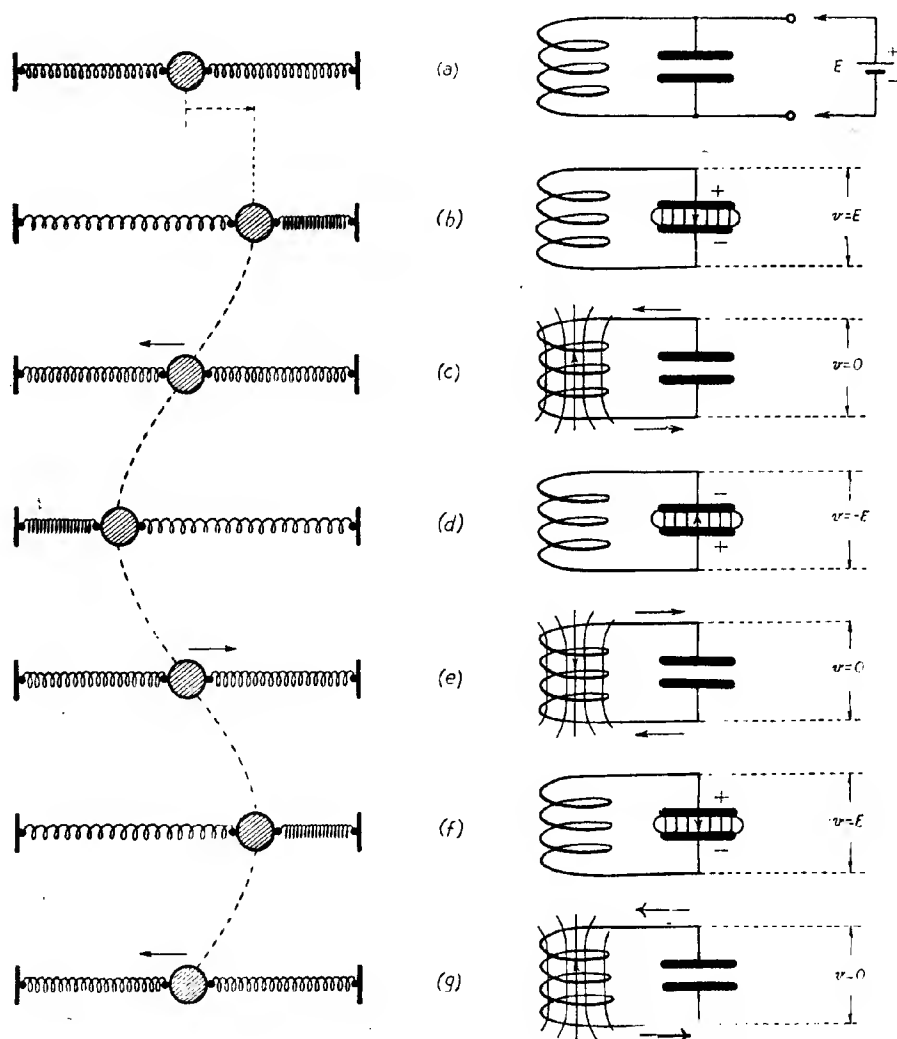 (a)
E
+
−
(b)
+
−
v=E
(c)
v=0
(d)
−
+
v=-E
(e)
v=0
(f)
+
−
v=E
(g)
v=0